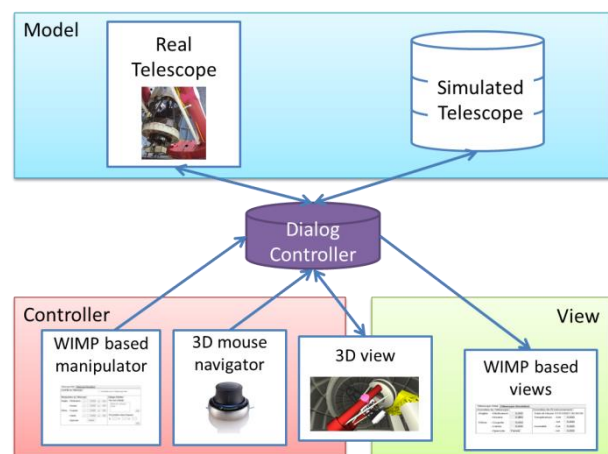 Model
Real
Telescope
Simulated
Telescope
Dialog
Controller
Controller
View
WIMP based
manipulator
3D mouse
navigator
3D view
WIMP based
views